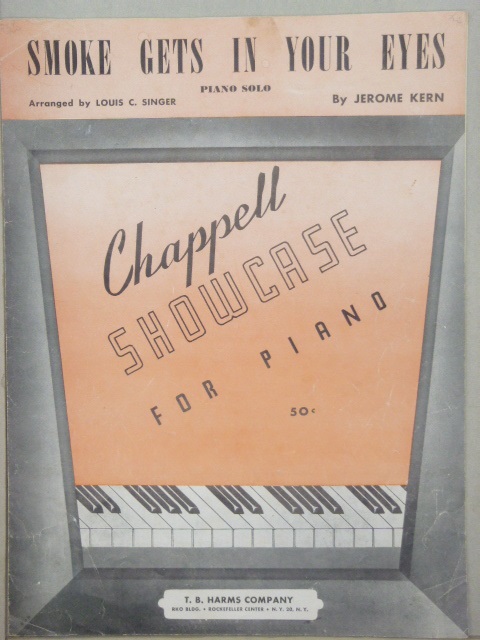 SMOKE GETS IN YOUR EYES
PIANO SOLO
Arranged by LOUIS C. SINGER
By JEROME KERN
Chappell
SHOWCASE
FOR PIANO
50¢
T. B. HARMS COMPANY
RKO BLDG. • ROCKEFELLER CENTER • N. Y. 20, N. Y.